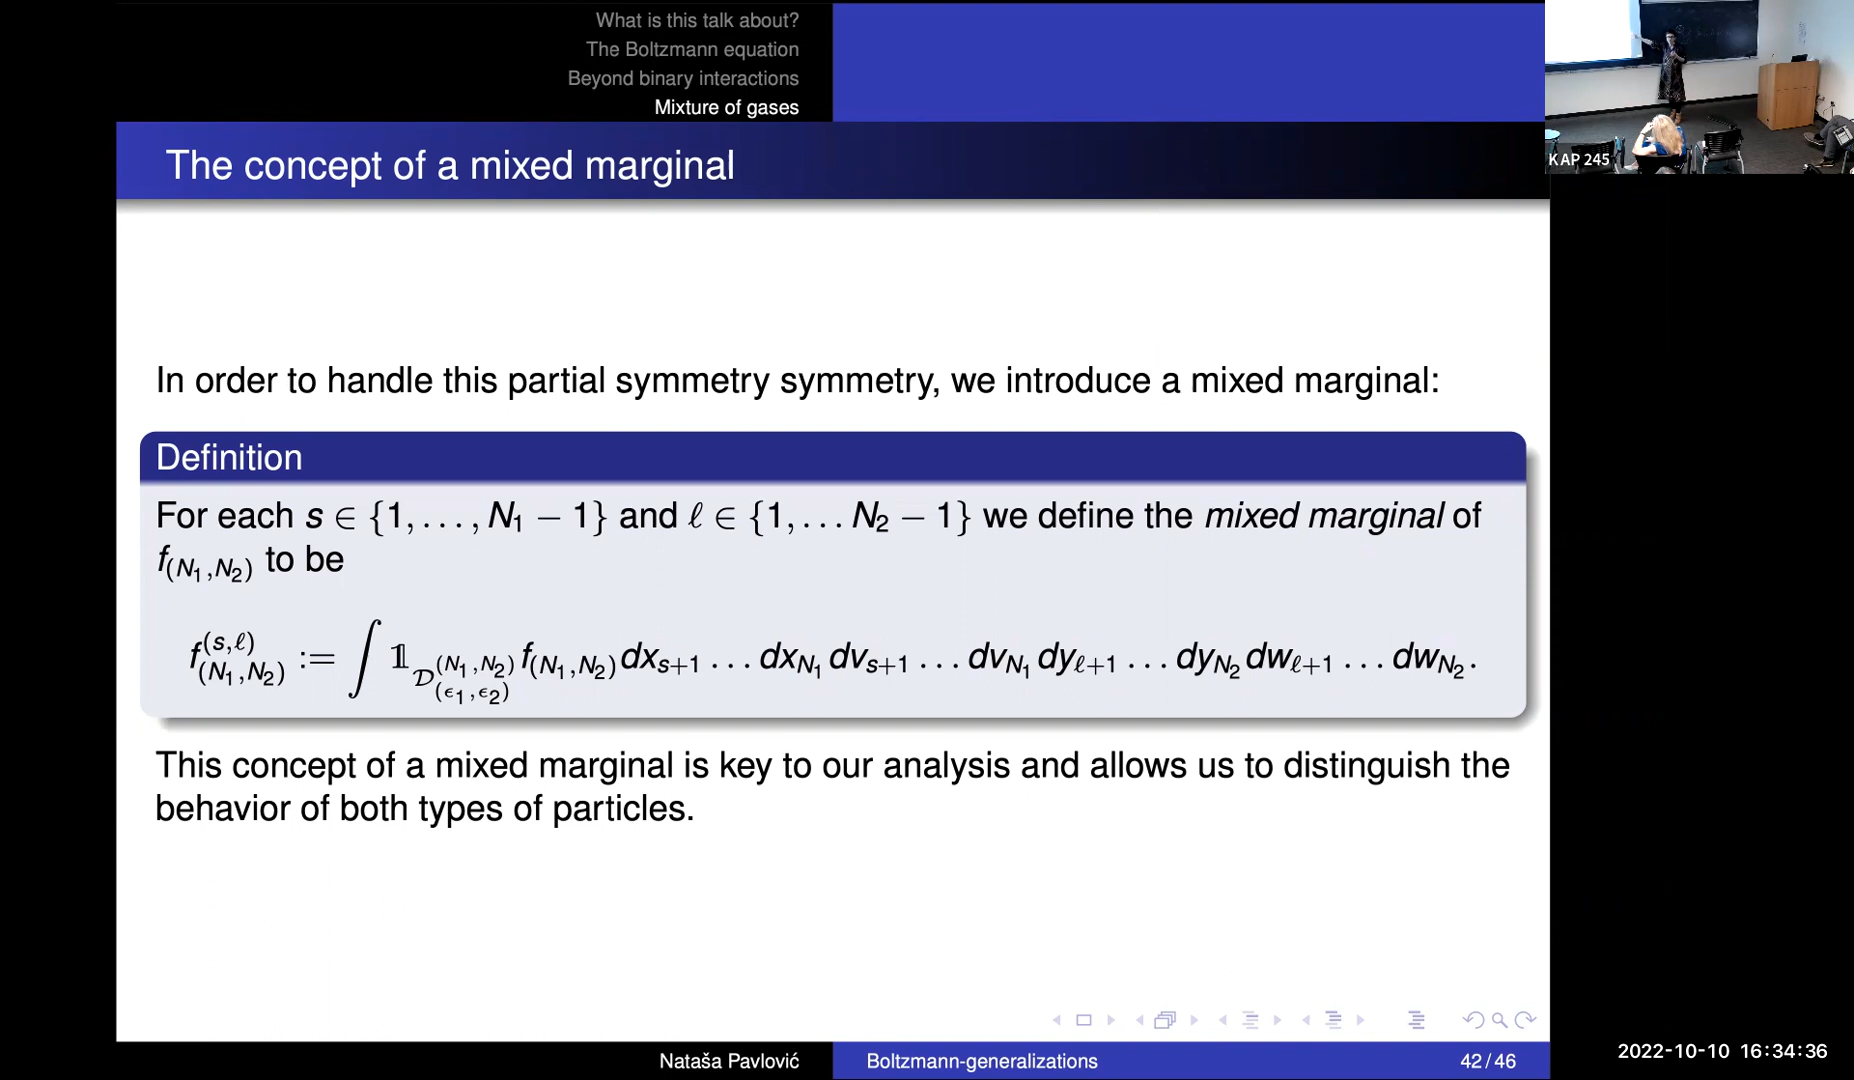 What is this talk about?
The Boltzmann equation
Beyond binary interactions
Mixture of gases
The concept of a mixed marginal
In order to handle this partial symmetry symmetry, we introduce a mixed marginal:
Definition
For each s ∈ {1, . . . , N₁ − 1} and ℓ ∈ {1, . . . N₂ − 1} we define the mixed marginal of
f_{(N₁,N₂)} to be
f^{(s,ℓ)}_{(N₁,N₂)} := ∫ 𝟙_{𝒟^{(N₁,N₂)}_{(ϵ₁,ϵ₂)}} f_{(N₁,N₂)} dx_{s+1} . . . dx_{N₁} dv_{s+1} . . . dv_{N₁} dy_{ℓ+1} . . . dy_{N₂} dw_{ℓ+1} . . . dw_{N₂}.
This concept of a mixed marginal is key to our analysis and allows us to distinguish the
behavior of both types of particles.
Nataša Pavlović
Boltzmann-generalizations
42 / 46
KAP 245
2022-10-10 16:34:36